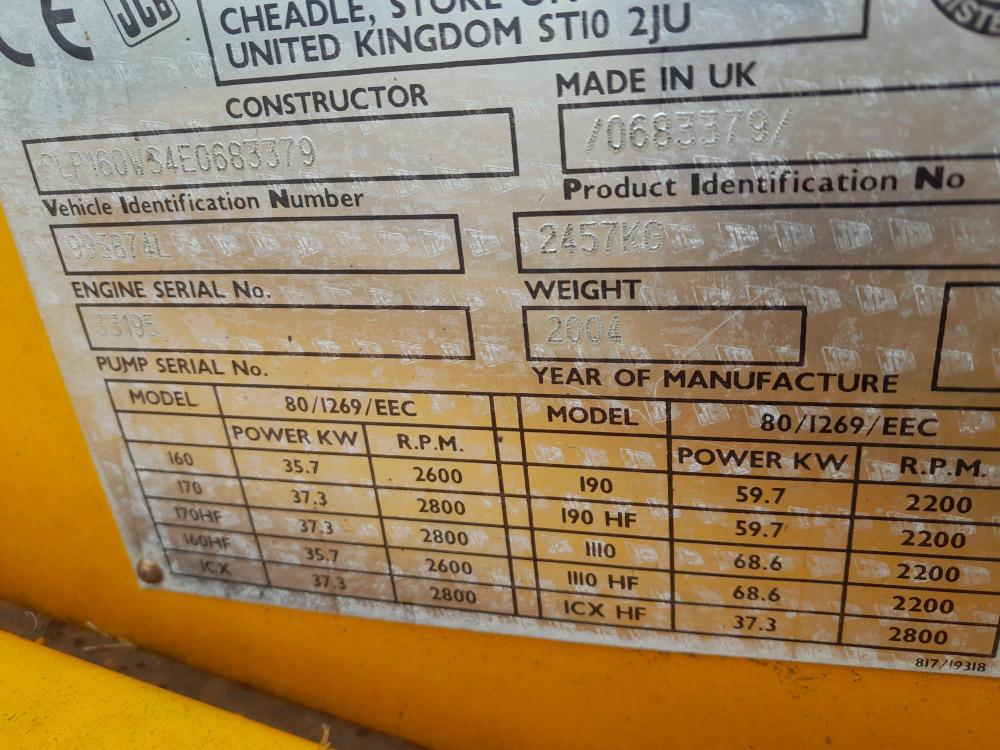 CE JCB
CHEADLE, STOKE
UNITED KINGDOM ST10 2JU
CONSTRUCTOR
MADE IN UK
SLP160WS4E0683379
/0683379/
Vehicle Identification Number
Product Identification No
2457KG
ENGINE SERIAL No.
WEIGHT
33195
2004
PUMP SERIAL No.
YEAR OF MANUFACTURE
MODEL 80/1269/EEC MODEL 80/1269/EEC
POWER KW R.P.M. POWER KW R.P.M.
160 35.7 2600 190 59.7 2200
170 37.3 2800 190 HF 59.7 2200
170HF 37.3 2800 1110 68.6 2200
160HF 35.7 2600 1110 HF 68.6 2200
1CX 37.3 2800 1CX HF 37.3 2800
817/19318